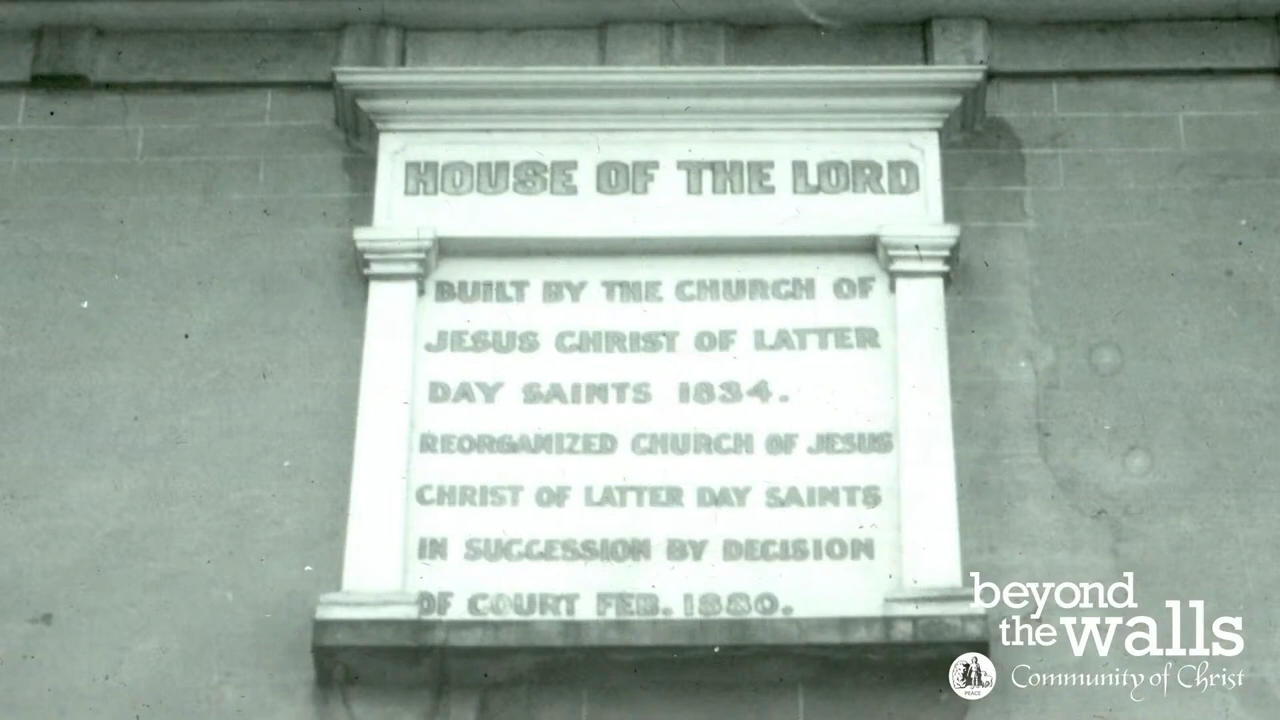 HOUSE OF THE LORD
BUILT BY THE CHURCH OF
JESUS CHRIST OF LATTER
DAY SAINTS 1834.
REORGANIZED CHURCH OF JESUS
CHRIST OF LATTER DAY SAINTS
IN SUCCESSION BY DECISION
OF COURT FEB. 1880.
beyond
the walls
PEACE
Community of Christ